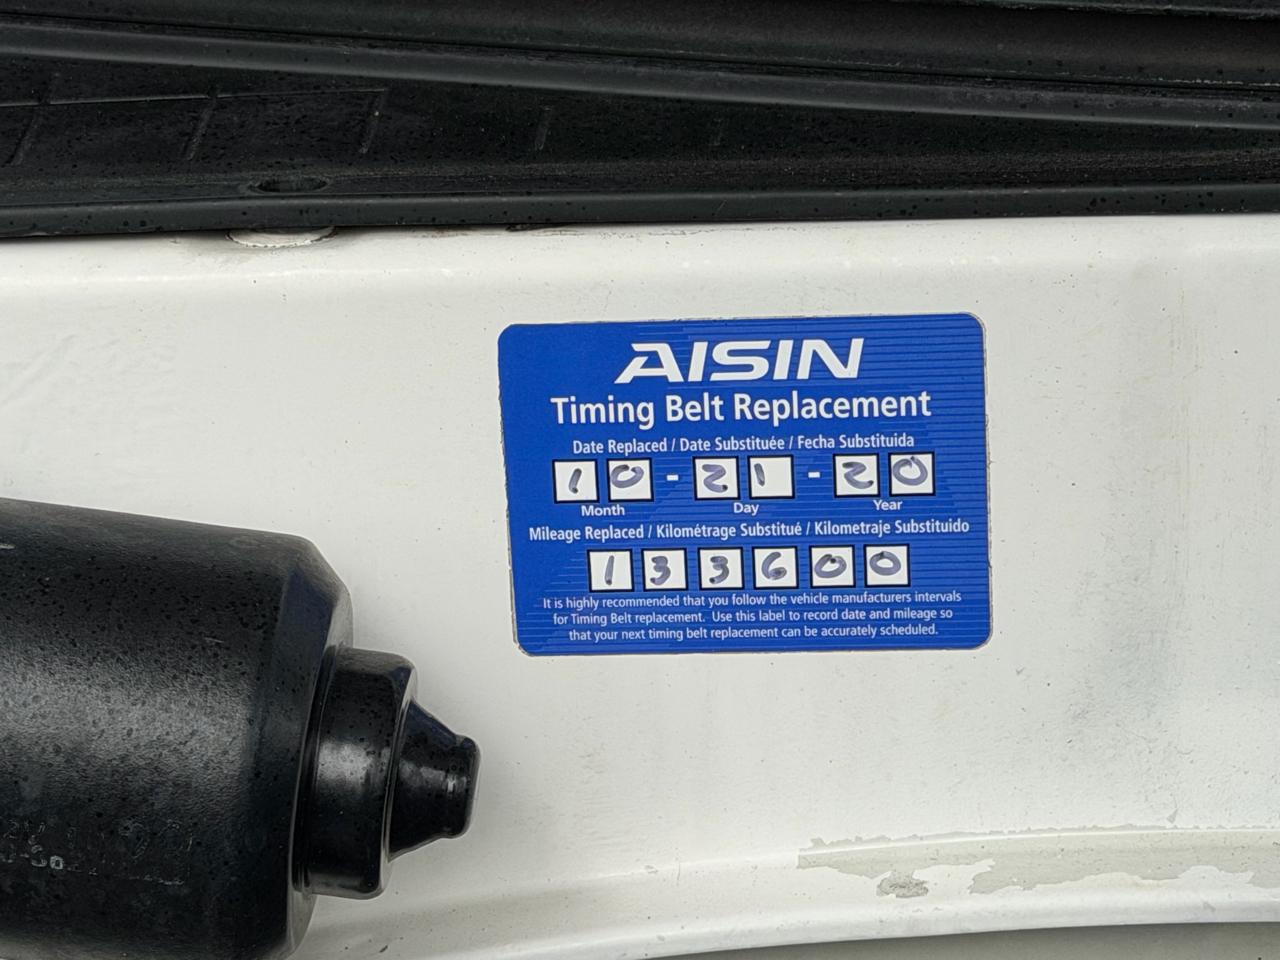 AISIN
Timing Belt Replacement
Date Replaced / Date Substituée / Fecha Substituida
10 - 21 - 20
Month Day Year
Mileage Replaced / Kilométrage Substitué / Kilometraje Substituido
133600
It is highly recommended that you follow the vehicle manufacturers intervals
for Timing Belt replacement. Use this label to record date and mileage so
that your next timing belt replacement can be accurately scheduled.